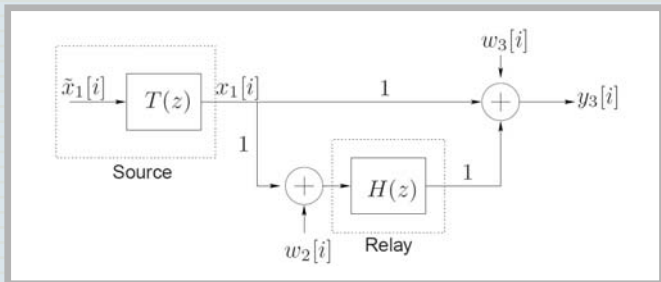 w₃[i]
x̃₁[i]
T(z)
x₁[i]
1
+
y₃[i]
1
Source
+
H(z)
1
w₂[i]
Relay